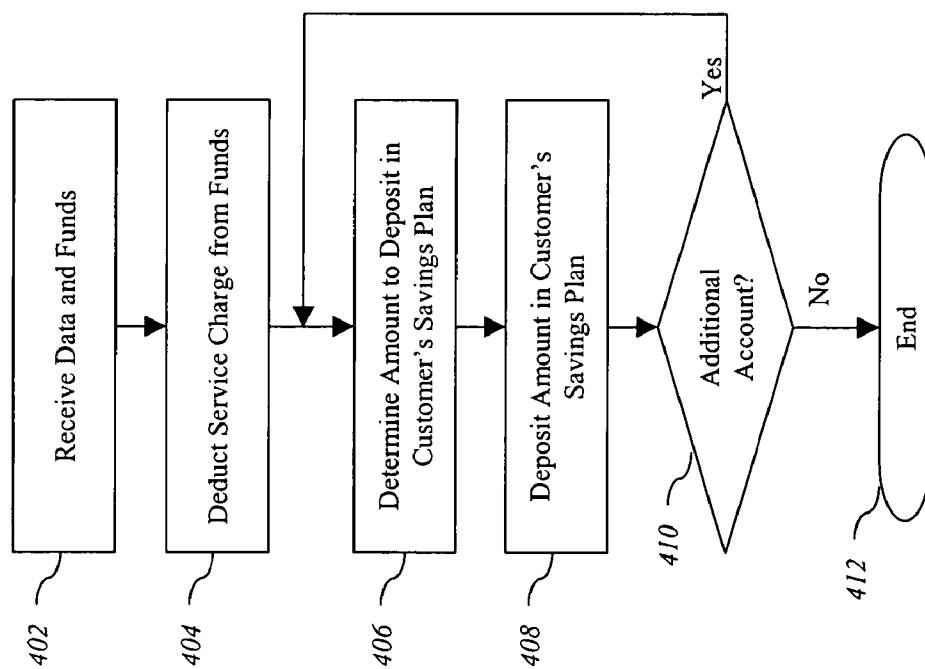 402
Receive Data and Funds
404
Deduct Service Charge from Funds
406
Determine Amount to Deposit in
Customer's Savings Plan
408
Deposit Amount in Customer's
Savings Plan
410
Additional
Account?
Yes
No
412
End